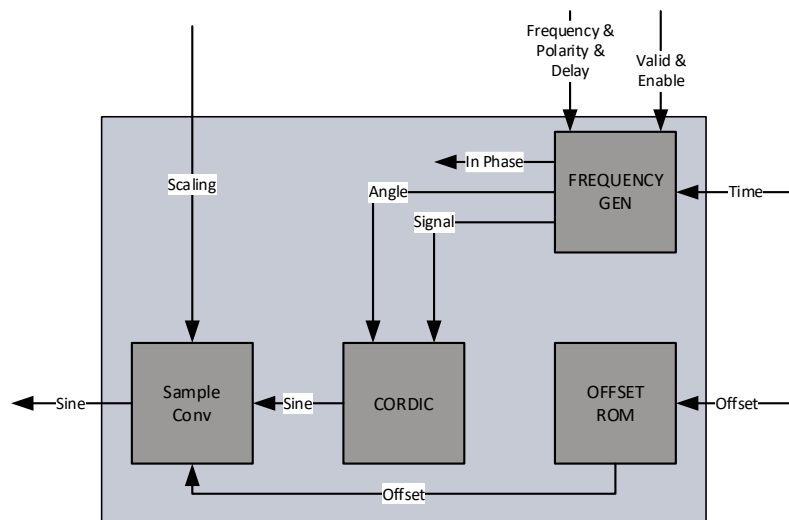 Frequency &
Polarity &
Delay
Valid &
Enable
In Phase
FREQUENCY
GEN
Scaling
Angle
Time
Signal
Sample
Conv
CORDIC
OFFSET
ROM
Sine
Sine
Offset
Offset